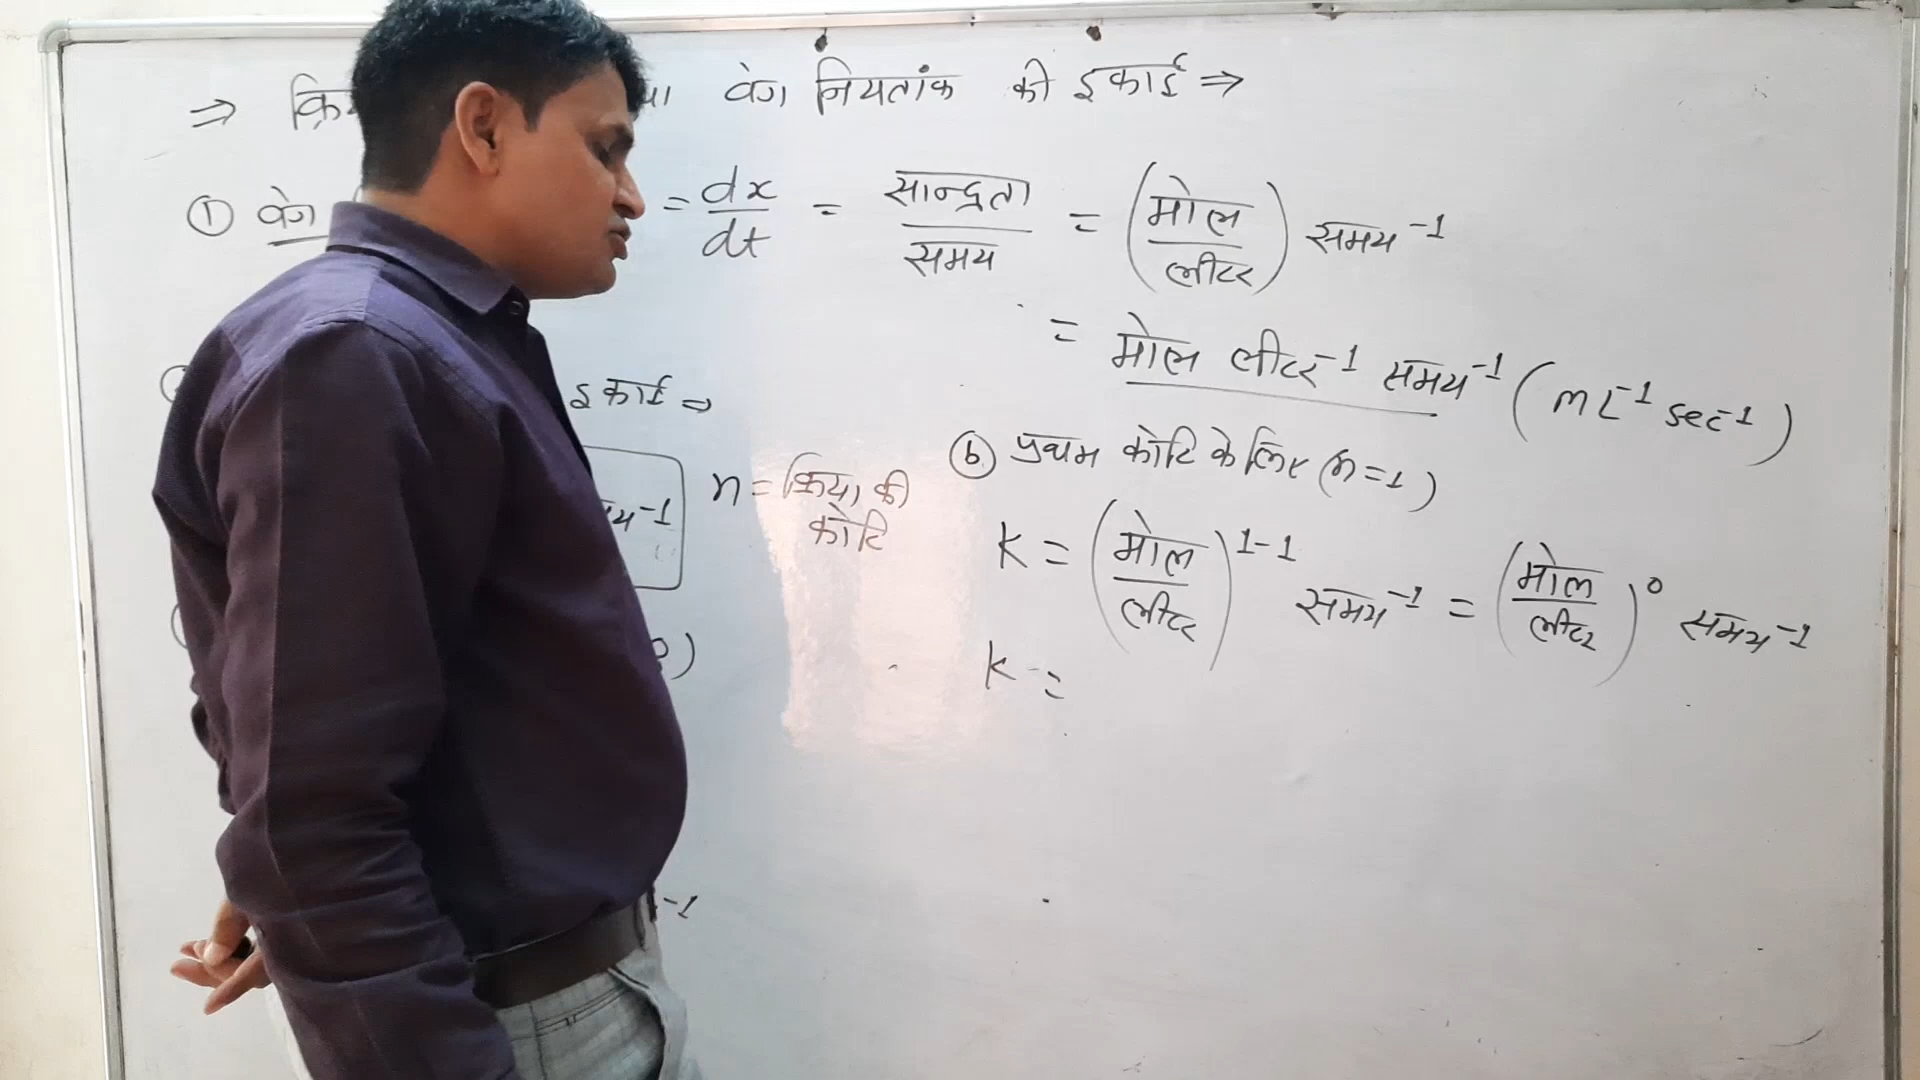 ⇒ वेग नियतांक की इकाई ⇒
① वेग = dx/dt = सान्द्रता/समय = (मोल/लीटर) समय⁻¹
= मोल लीटर⁻¹ समय⁻¹ (mL⁻¹ sec⁻¹)
इकाई ⇒
n = क्रिया की
कोटि
ⓑ प्रथम कोटि के लिए (n=1)
K = (मोल/लीटर)¹⁻¹ समय⁻¹ = (मोल/लीटर)⁰ समय⁻¹
K =